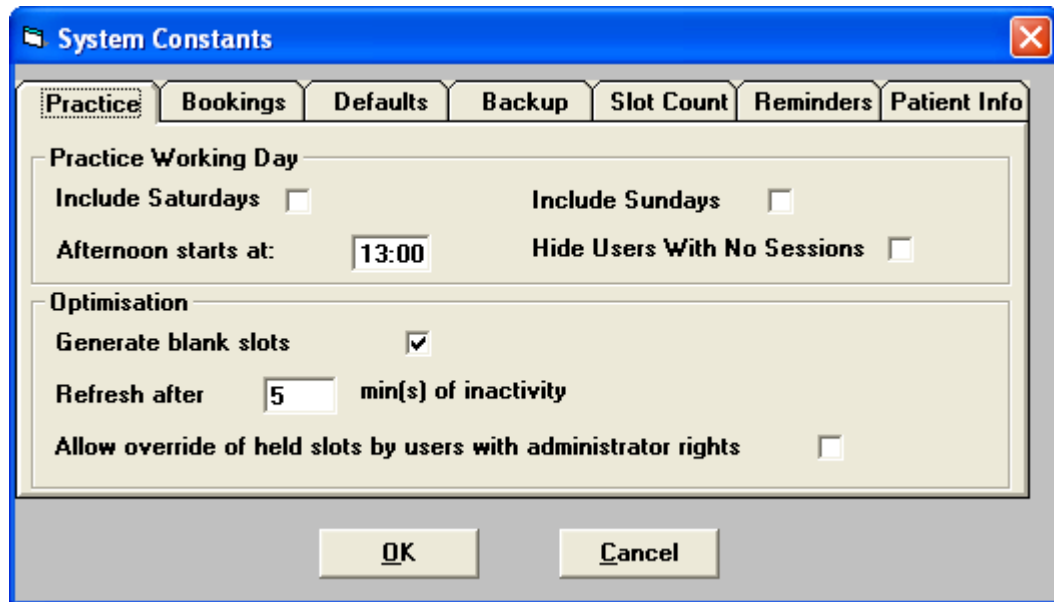 System Constants
Practice Bookings Defaults Backup Slot Count Reminders Patient Info
Practice Working Day
Include Saturdays Include Sundays
Afternoon starts at: 13:00 Hide Users With No Sessions
Optimisation
Generate blank slots
Refresh after 5 min(s) of inactivity
Allow override of held slots by users with administrator rights
OK Cancel